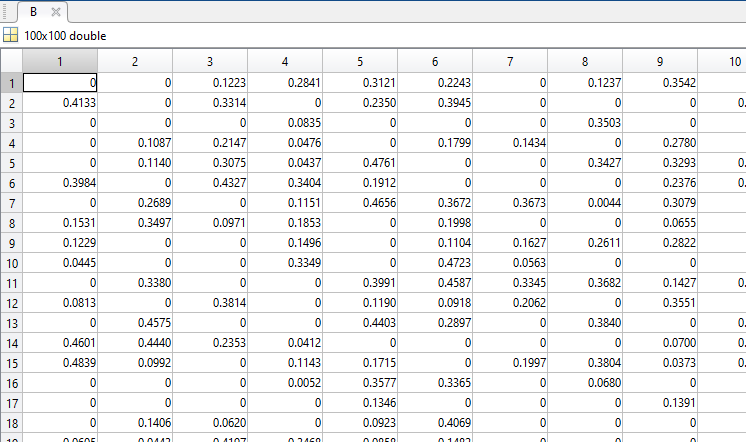 B
100x100 double
1 2 3 4 5 6 7 8 9 10
1 0 0 0.1223 0.2841 0.3121 0.2243 0 0.1237 0.3542
2 0.4133 0 0.3314 0 0.2350 0.3945 0 0 0 0.
3 0 0 0 0.0835 0 0 0 0.3503 0
4 0 0.1087 0.2147 0.0476 0 0.1799 0.1434 0 0.2780
5 0 0.1140 0.3075 0.0437 0.4761 0 0 0.3427 0.3293 0.
6 0.3984 0 0.4327 0.3404 0.1912 0 0 0 0.2376 0.
7 0 0.2689 0 0.1151 0.4656 0.3672 0.3673 0.0044 0.3079
8 0.1531 0.3497 0.0971 0.1853 0 0.1998 0 0 0.0655
9 0.1229 0 0 0.1496 0 0.1104 0.1627 0.2611 0.2822
10 0.0445 0 0 0.3349 0 0.4723 0.0563 0 0
11 0 0.3380 0 0 0.3991 0.4587 0.3345 0.3682 0.1427 0.
12 0.0813 0 0.3814 0 0.1190 0.0918 0.2062 0 0.3551
13 0 0.4575 0 0 0.4403 0.2897 0 0.3840 0 0.
14 0.4601 0.4440 0.2353 0.0412 0 0 0 0 0.0700 0.
15 0.4839 0.0992 0 0.1143 0.1715 0 0.1997 0.3804 0.0373 0.
16 0 0 0 0.0052 0.3577 0.3365 0 0.0680 0
17 0 0 0 0 0.1346 0 0 0 0.1391
18 0 0.1406 0.0620 0 0.0923 0.4069 0 0 0 0.